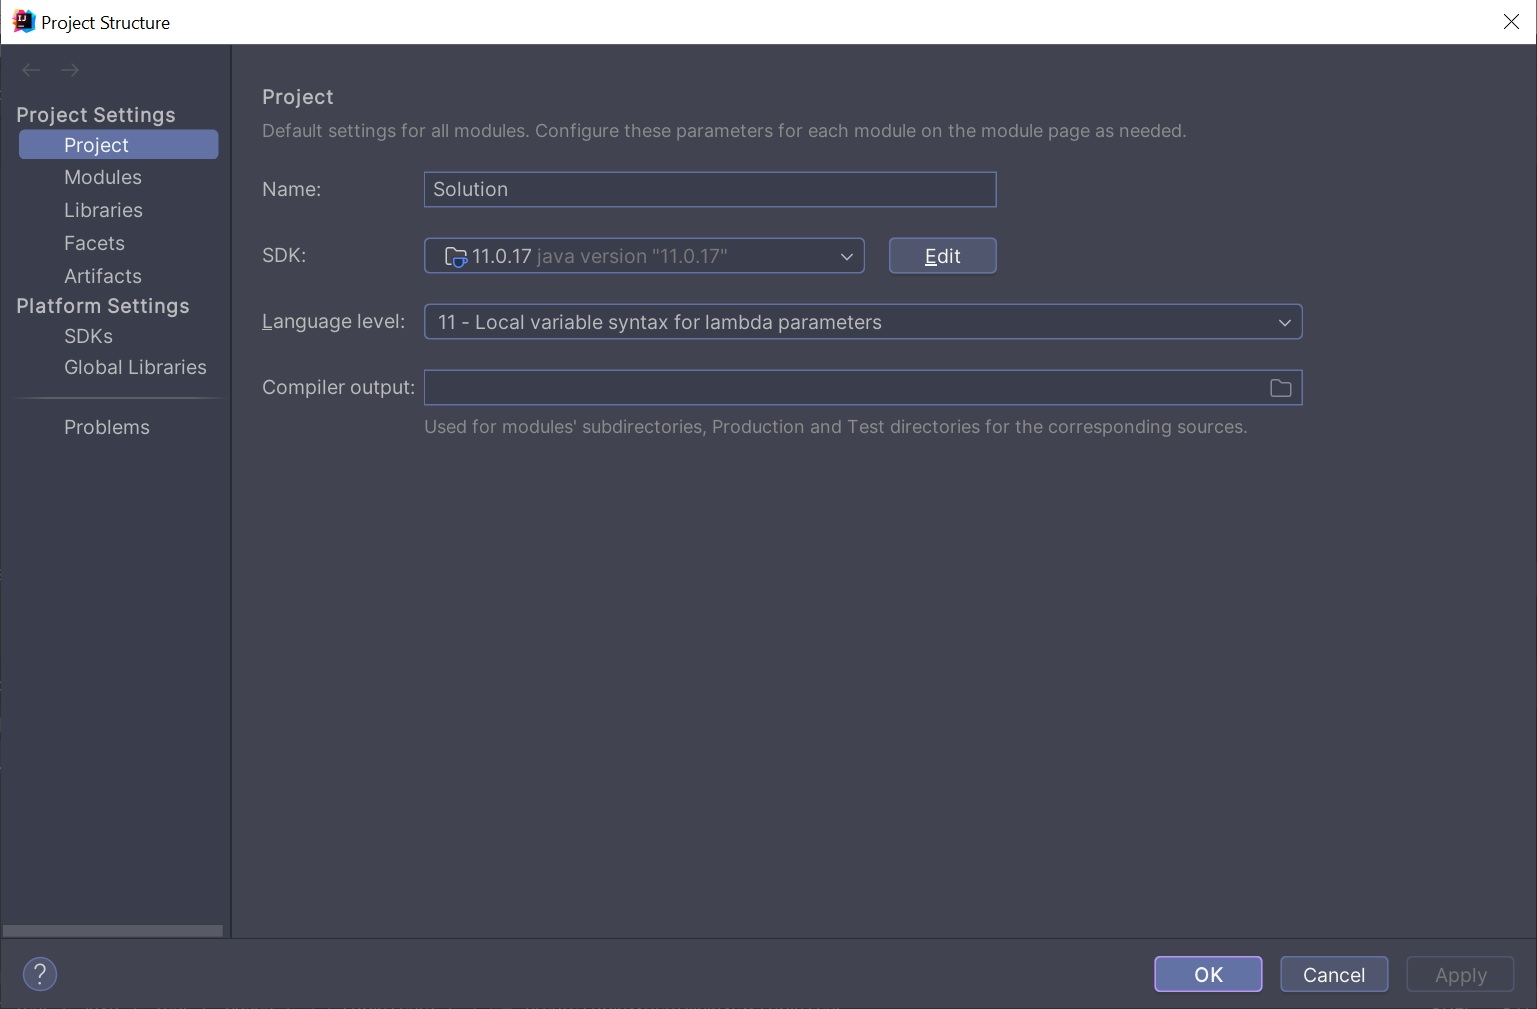 Project Structure
Project Settings
Project
Modules
Libraries
Facets
Artifacts
Platform Settings
SDKs
Global Libraries
Problems
Project
Default settings for all modules. Configure these parameters for each module on the module page as needed.
Name: Solution
SDK: 11.0.17 java version "11.0.17" Edit
Language level: 11 - Local variable syntax for lambda parameters
Compiler output:
Used for modules' subdirectories, Production and Test directories for the corresponding sources.
? OK Cancel Apply